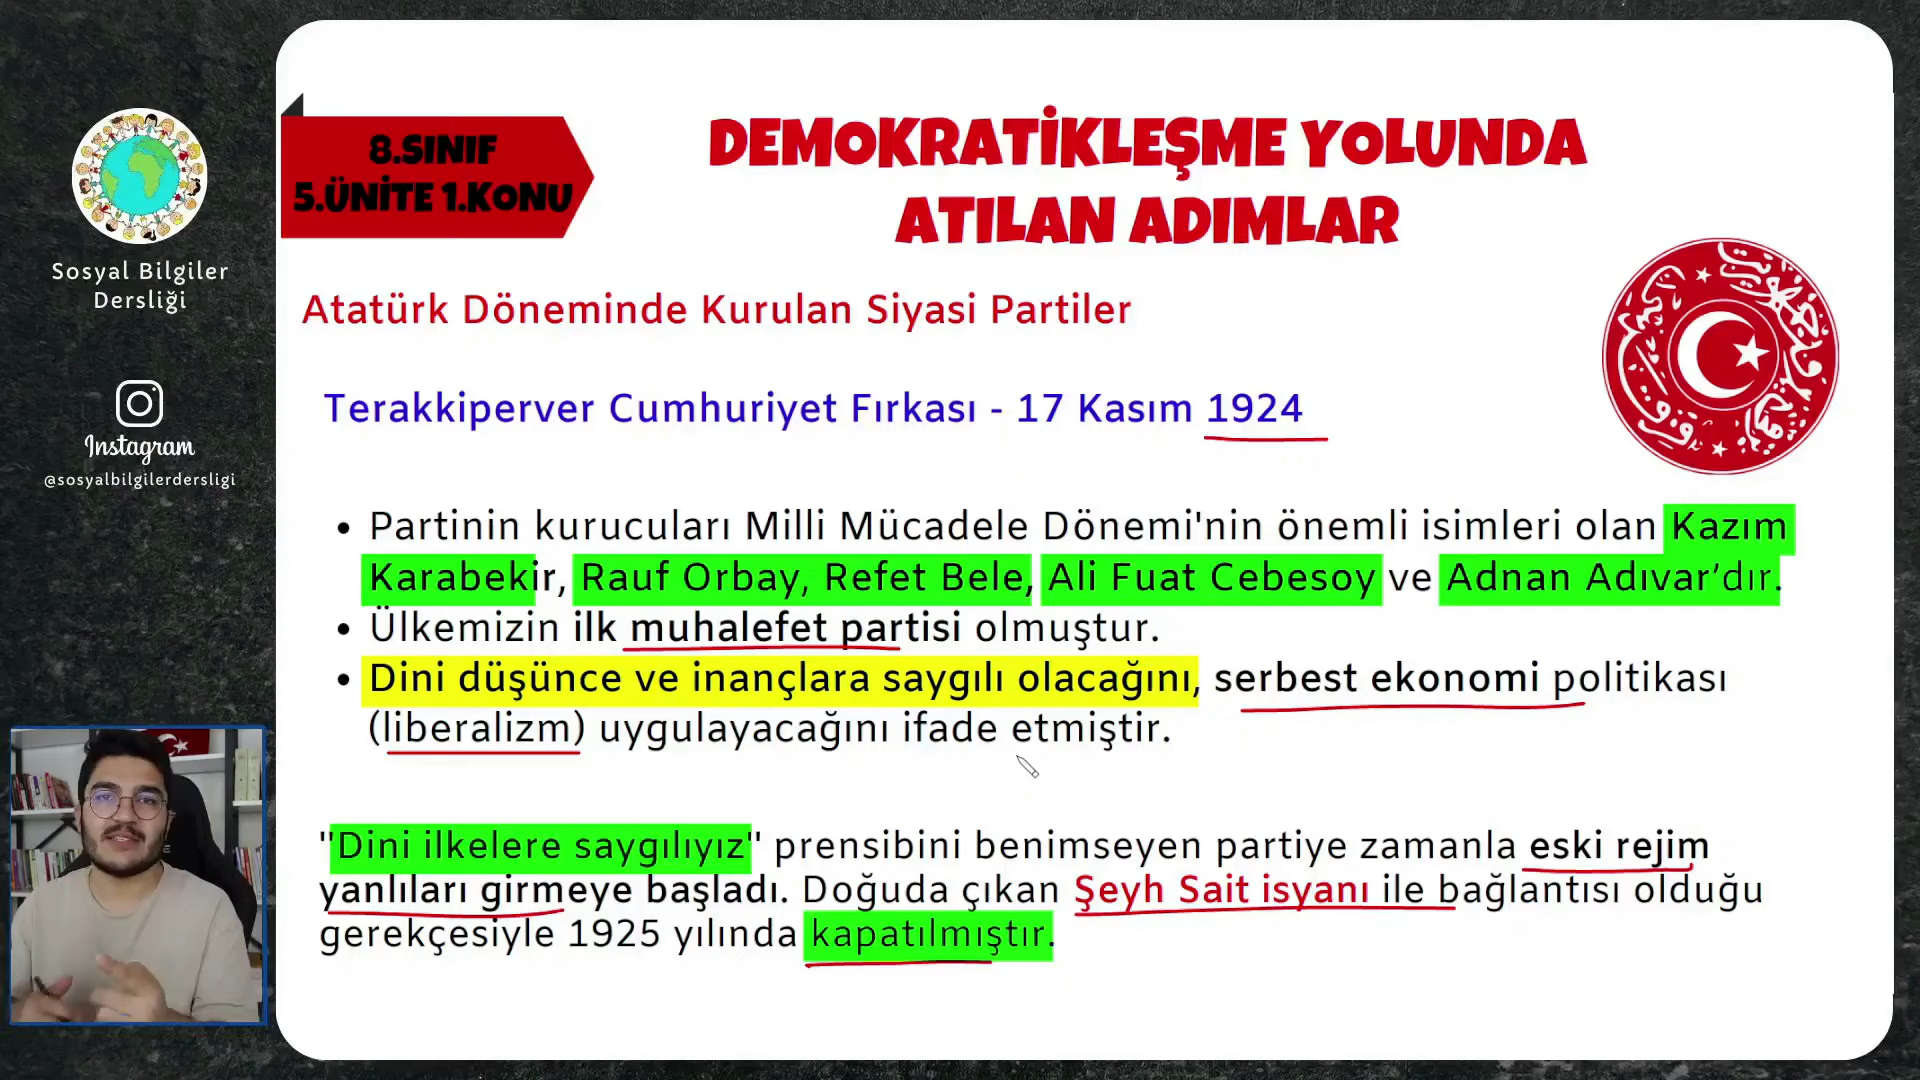 Sosyal Bilgiler
Dersliği
Instagram
@sosyalbilgilerdersligi
8.SINIF
5.ÜNİTE 1.KONU
DEMOKRATİKLEŞME YOLUNDA
ATILAN ADIMLAR
Atatürk Döneminde Kurulan Siyasi Partiler
Terakkiperver Cumhuriyet Fırkası - 17 Kasım 1924
• Partinin kurucuları Milli Mücadele Dönemi'nin önemli isimleri olan Kazım
Karabekir, Rauf Orbay, Refet Bele, Ali Fuat Cebesoy ve Adnan Adıvar’dır.
• Ülkemizin ilk muhalefet partisi olmuştur.
• Dini düşünce ve inançlara saygılı olacağını, serbest ekonomi politikası
(liberalizm) uygulayacağını ifade etmiştir.
"Dini ilkelere saygılıyız" prensibini benimseyen partiye zamanla eski rejim
yanlıları girmeye başladı. Doğuda çıkan Şeyh Sait isyanı ile bağlantısı olduğu
gerekçesiyle 1925 yılında kapatılmıştır.